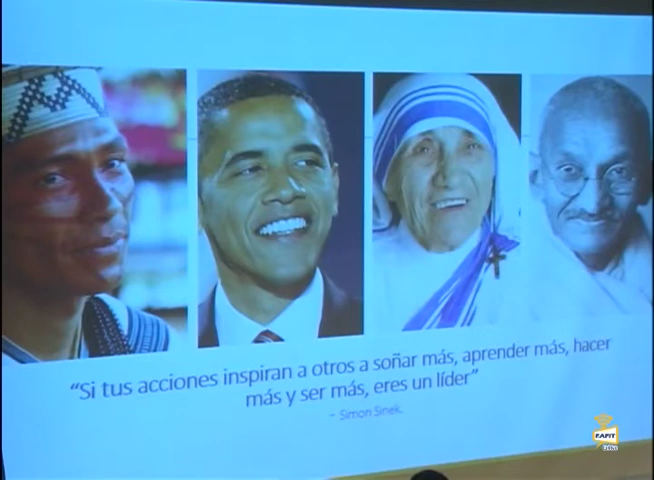 “Si tus acciones inspiran a otros a soñar más, aprender más, hacer
más y ser más, eres un líder”
- Simon Sinek.
EAFIT